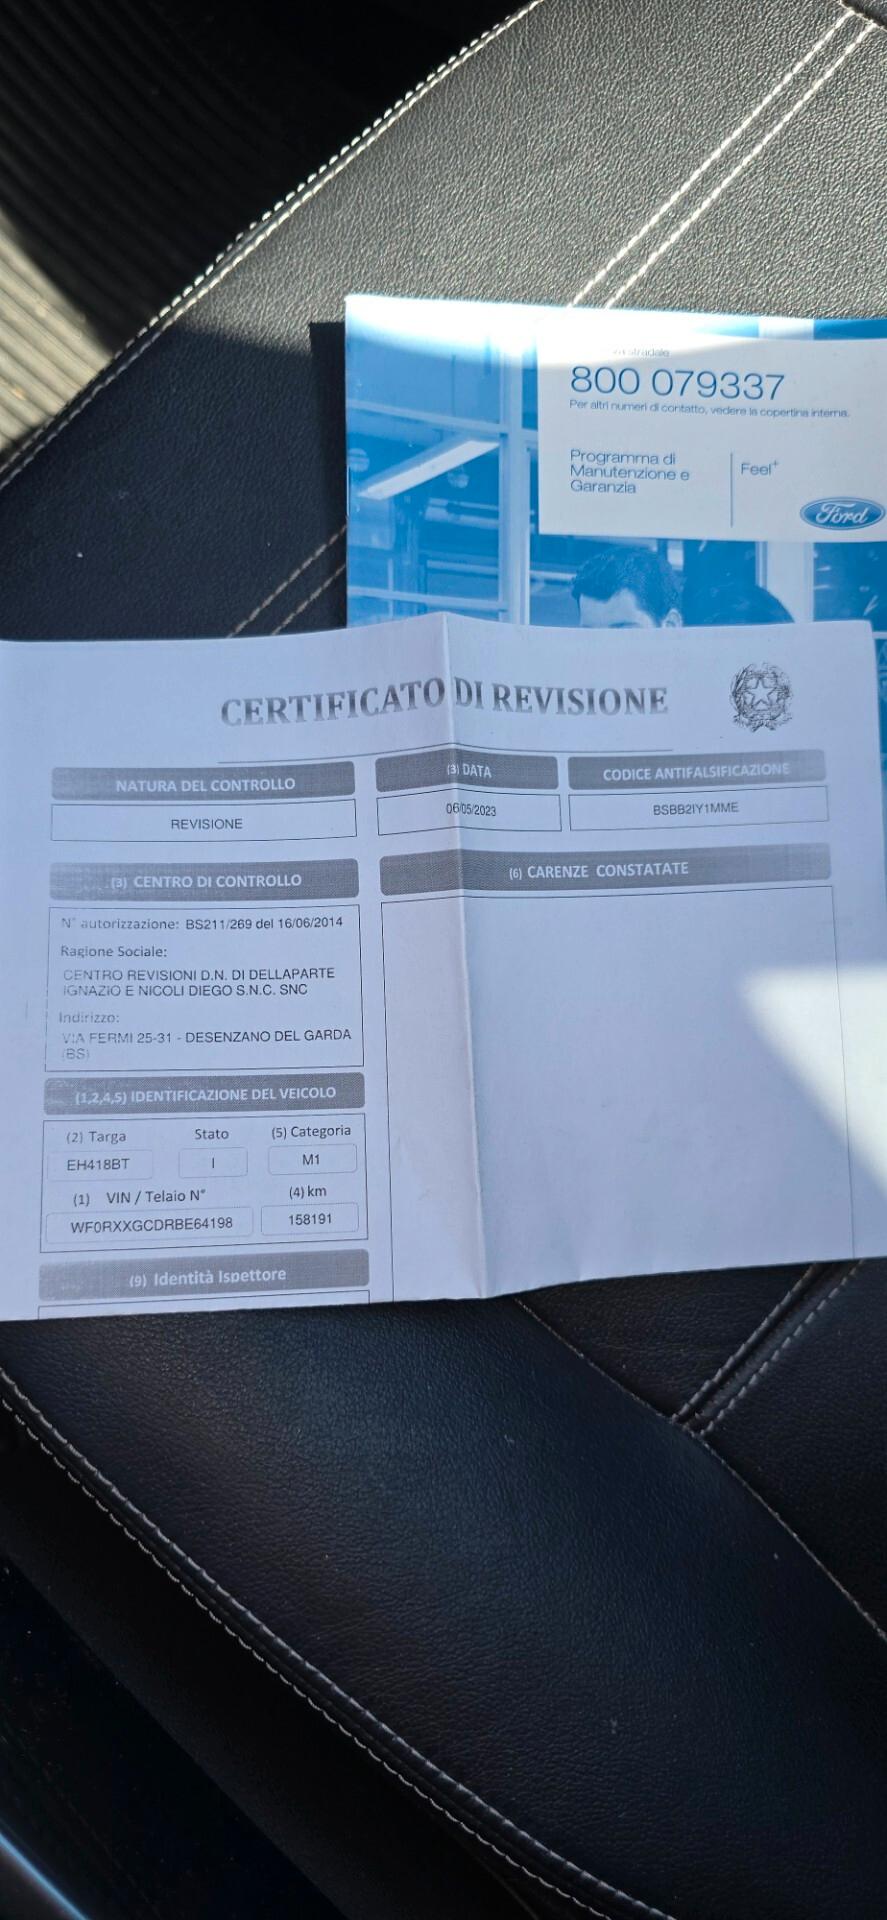 800 079337
Per altri numeri di contatto, vedere la copertina interna.
Programma di
Manutenzione e
Garanzia
Feel+
Ford
CERTIFICATO DI REVISIONE
NATURA DEL CONTROLLO
REVISIONE
(3) DATA
06/05/2023
CODICE ANTIFALSIFICAZIONE
BSBB2IY1MME
(3) CENTRO DI CONTROLLO
N° autorizzazione: BS211/269 del 16/06/2014
Ragione Sociale:
CENTRO REVISIONI D.N. DI DELLAPARTE
IGNAZIO E NICOLI DIEGO S.N.C. SNC
Indirizzo:
VIA FERMI 25-31 - DESENZANO DEL GARDA
(BS)
(6) CARENZE CONSTATATE
(1,2,4,5) IDENTIFICAZIONE DEL VEICOLO
(2) Targa Stato (5) Categoria
EH418BT I M1
(1) VIN / Telaio N° (4) km
WF0RXXGCDRBE64198 158191
(9) Identità Ispettore